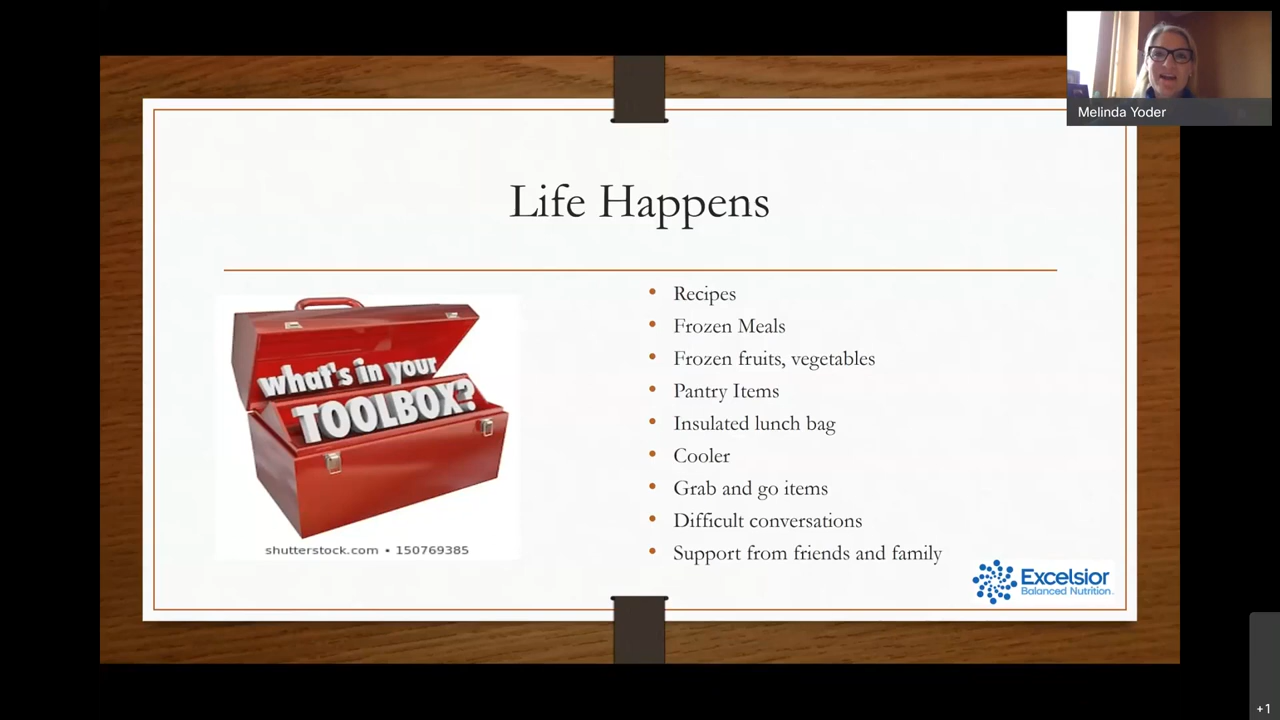 Melinda Yoder
Life Happens
what's in your
TOOLBOX?
shutterstock.com • 150769385
• Recipes
• Frozen Meals
• Frozen fruits, vegetables
• Pantry Items
• Insulated lunch bag
• Cooler
• Grab and go items
• Difficult conversations
• Support from friends and family
Excelsior
Balanced Nutrition
+1